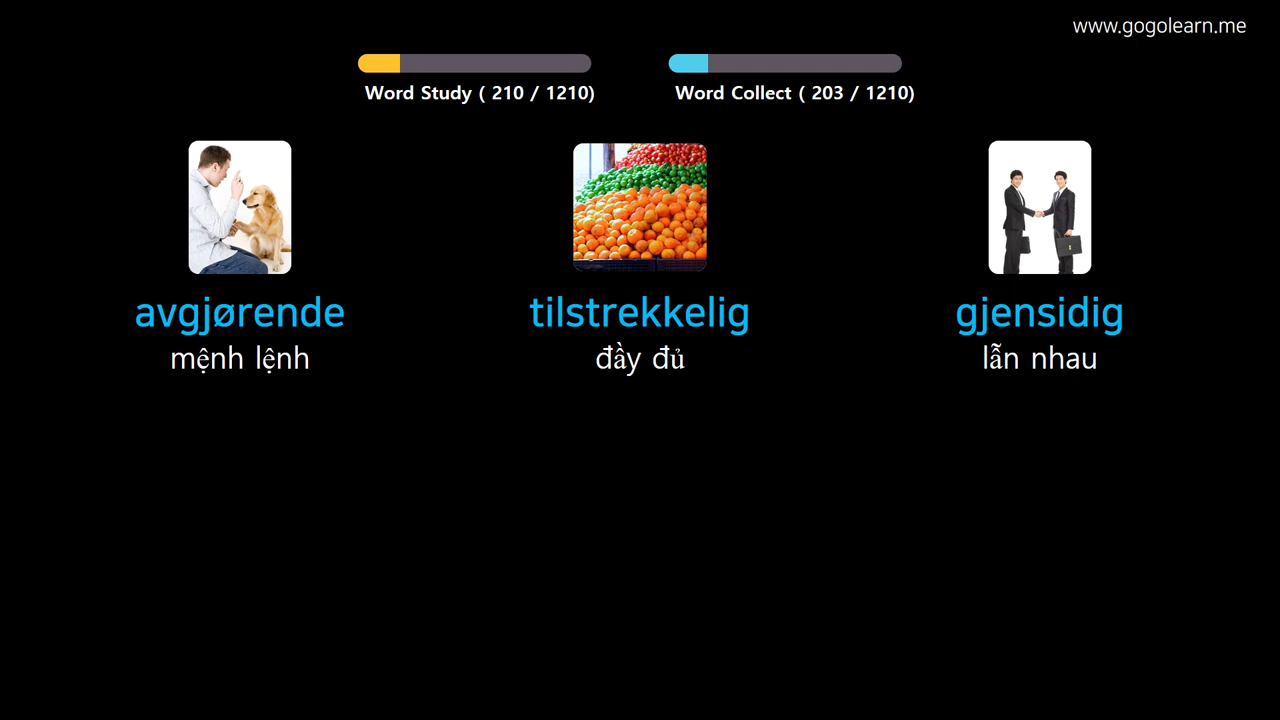 www.gogolearn.me
Word Study ( 210 / 1210)
Word Collect ( 203 / 1210)
avgjørende
mệnh lệnh
tilstrekkelig
đầy đủ
gjensidig
lẫn nhau